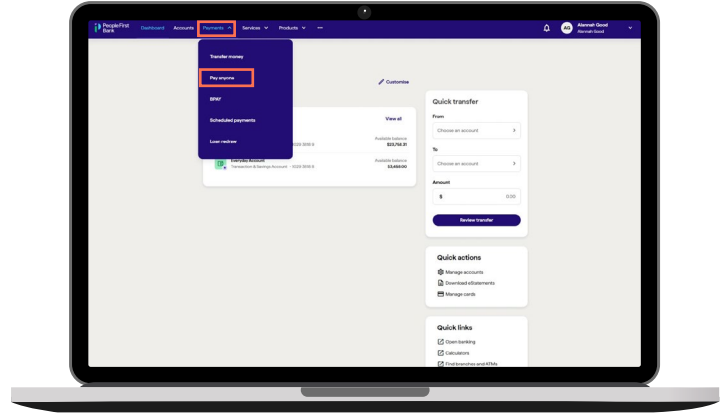 People First
Bank
Dashboard
Accounts
Payments
Services
Products
AG
Alannah Good
Alannah Good
Transfer money
Pay anyone
BPAY
Scheduled payments
Loan redraw
Customise
View all
Available balance
$23,756.31
Everyday Account
Transaction & Savings Account
Available balance
Quick transfer
From
Choose an account
To
Choose an account
Amount
$
0.00
Review transfer
Quick actions
Manage accounts
Download eStatements
Manage cards
Quick links
Open banking
Calculators
Find branches and ATMs